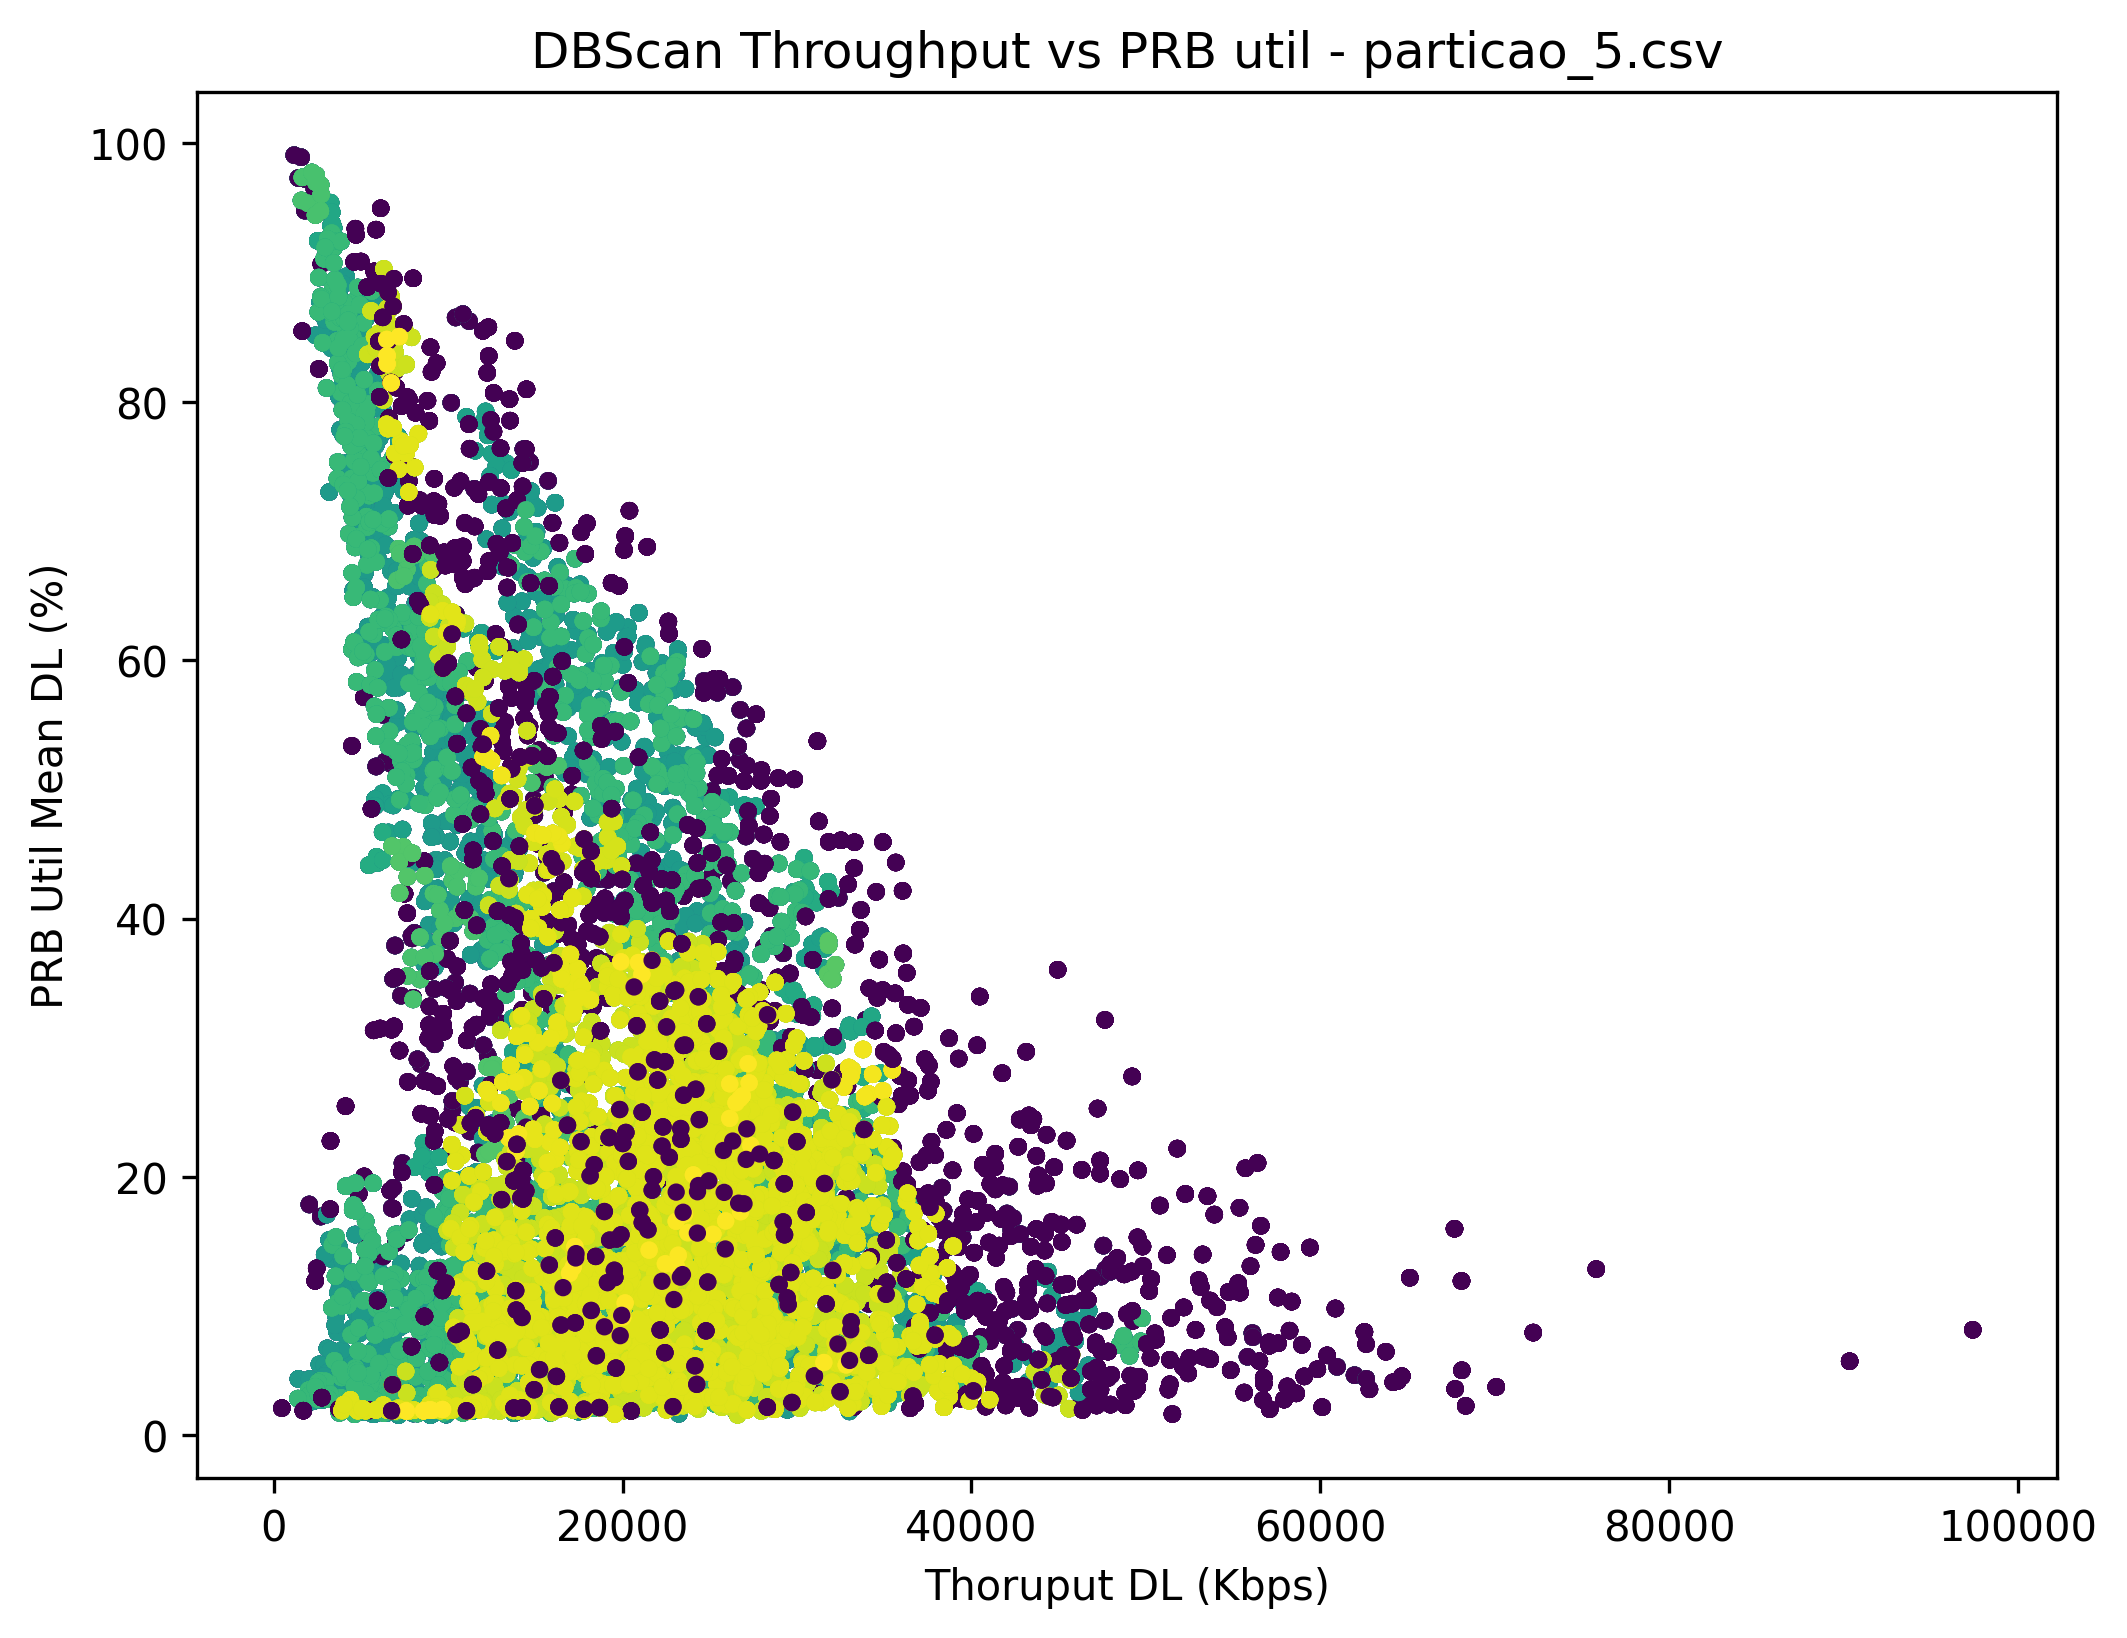 DBScan Throughput vs PRB util - particao_5.csv
100
80
60
40
20
0
PRB Util Mean DL (%)
0 20000 40000 60000 80000 100000
Thoruput DL (Kbps)